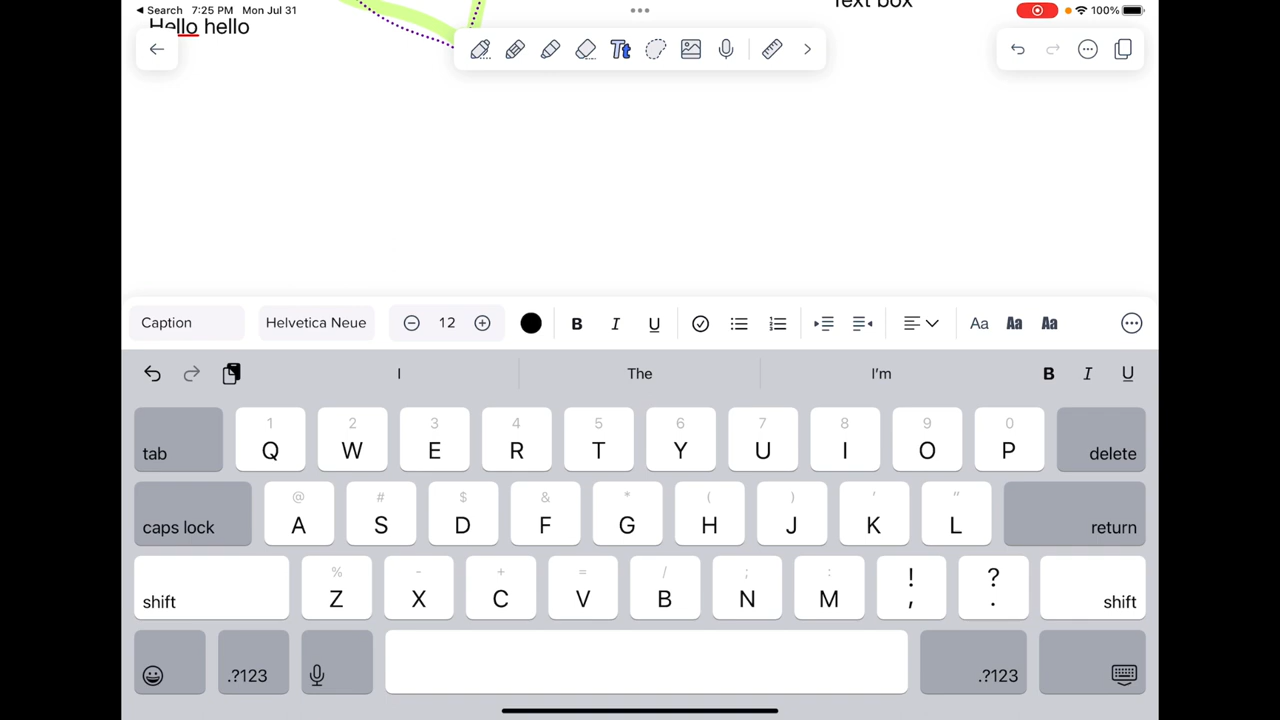 Search 7:25 PM Mon Jul 31 100%
Text box
Hello hello
Tt
Caption Helvetica Neue 12 B I U Aa Aa Aa
I The I'm B I U
tab 1 Q 2 W 3 E 4 R 5 T 6 Y 7 U 8 I 9 O 0 P delete
caps lock @ A # S $ D & F * G ( H ) J ' K " L return
shift % Z - X + C = V / B ; N : M ! , ? . shift
.?123 .?123